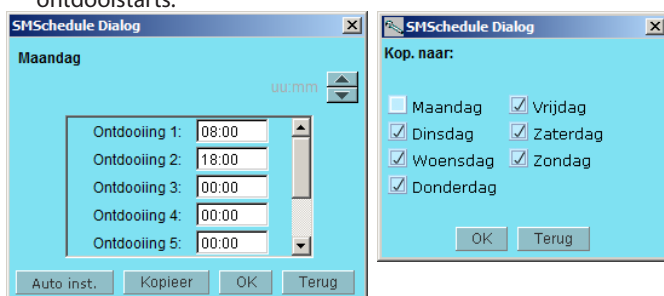 ontdooistarts.
SMSchedule Dialog
Maandag
uu:mm
Ontdooiing 1: 08:00
Ontdooiing 2: 18:00
Ontdooiing 3: 00:00
Ontdooiing 4: 00:00
Ontdooiing 5: 00:00
Auto inst. Kopieer OK Terug
SMSchedule Dialog
Kop. naar:
Maandag Vrijdag
Dinsdag Zaterdag
Woensdag Zondag
Donderdag
OK Terug